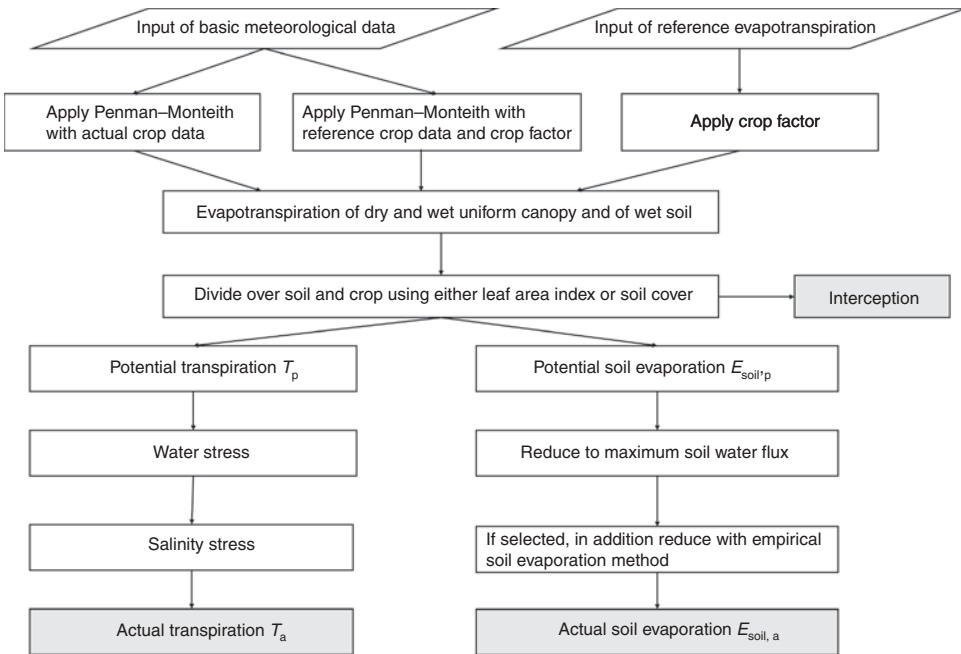 Input of basic meteorological data
Input of reference evapotranspiration
Apply Penman–Monteith
with actual crop data
Apply Penman–Monteith with
reference crop data and crop factor
Apply crop factor
Evapotranspiration of dry and wet uniform canopy and of wet soil
Divide over soil and crop using either leaf area index or soil cover
Interception
Potential transpiration Tp
Potential soil evaporation Esoil,p
Water stress
Reduce to maximum soil water flux
Salinity stress
If selected, in addition reduce with empirical
soil evaporation method
Actual transpiration Ta
Actual soil evaporation Esoil, a